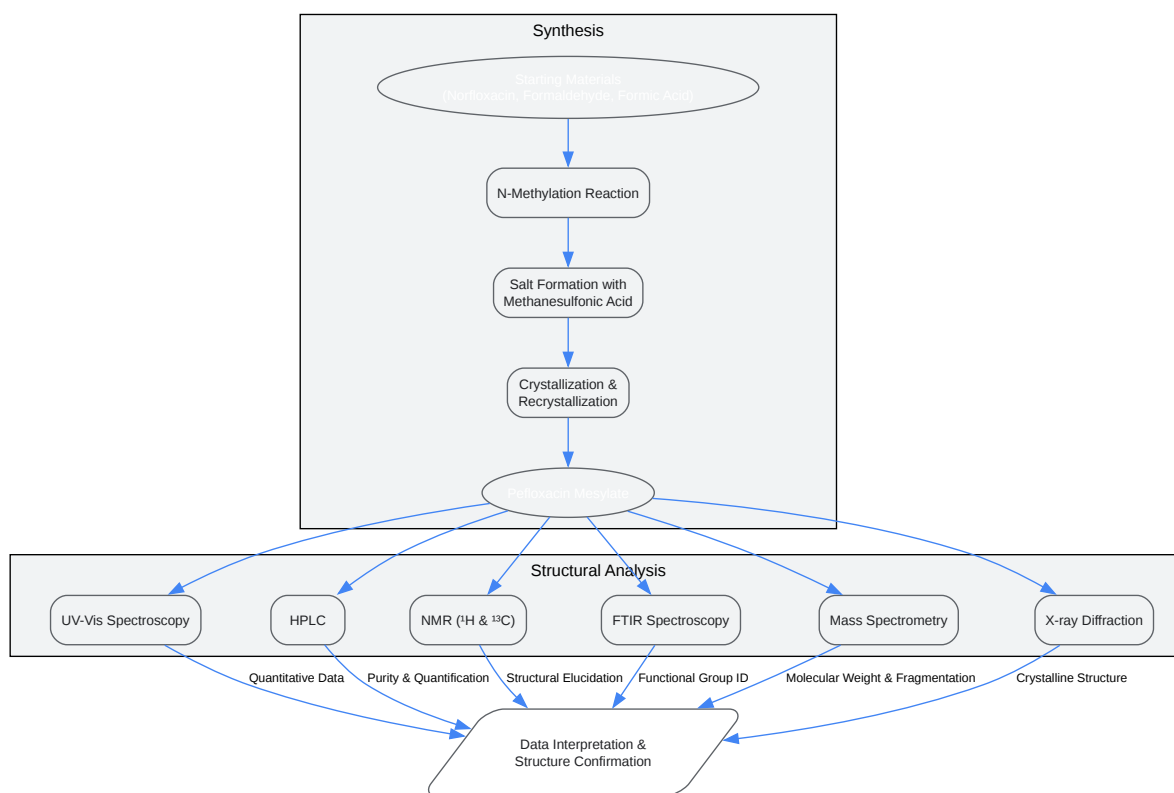 Synthesis
Starting Materials
(Norfloxacin, Formaldehyde, Formic Acid)
N-Methylation Reaction
Salt Formation with
Methanesulfonic Acid
Crystallization &
Recrystallization
Pefloxacin Mesylate
Structural Analysis
UV-Vis Spectroscopy
HPLC
NMR (¹H & ¹³C)
FTIR Spectroscopy
Mass Spectrometry
X-ray Diffraction
Quantitative Data
Purity & Quantification
Structural Elucidation
Functional Group ID
Molecular Weight & Fragmentation
Crystalline Structure
Data Interpretation &
Structure Confirmation